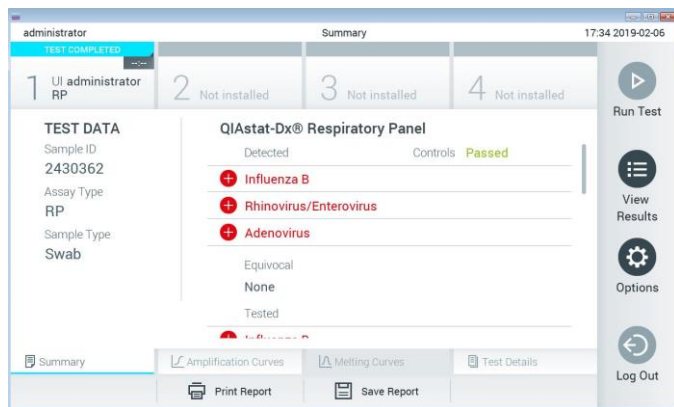 administrator
Summary
17:34 2019-02-06
TEST COMPLETED
--:--
1
UI administrator
RP
2
Not installed
3
Not installed
4
Not installed
Run Test
TEST DATA
Sample ID
2430362
Assay Type
RP
Sample Type
Swab
QIAstat-Dx® Respiratory Panel
Detected
Controls Passed
Influenza B
Rhinovirus/Enterovirus
Adenovirus
Equivocal
None
Tested
Influenza B
View
Results
Options
Log Out
Summary
Amplification Curves
Melting Curves
Test Details
Print Report
Save Report